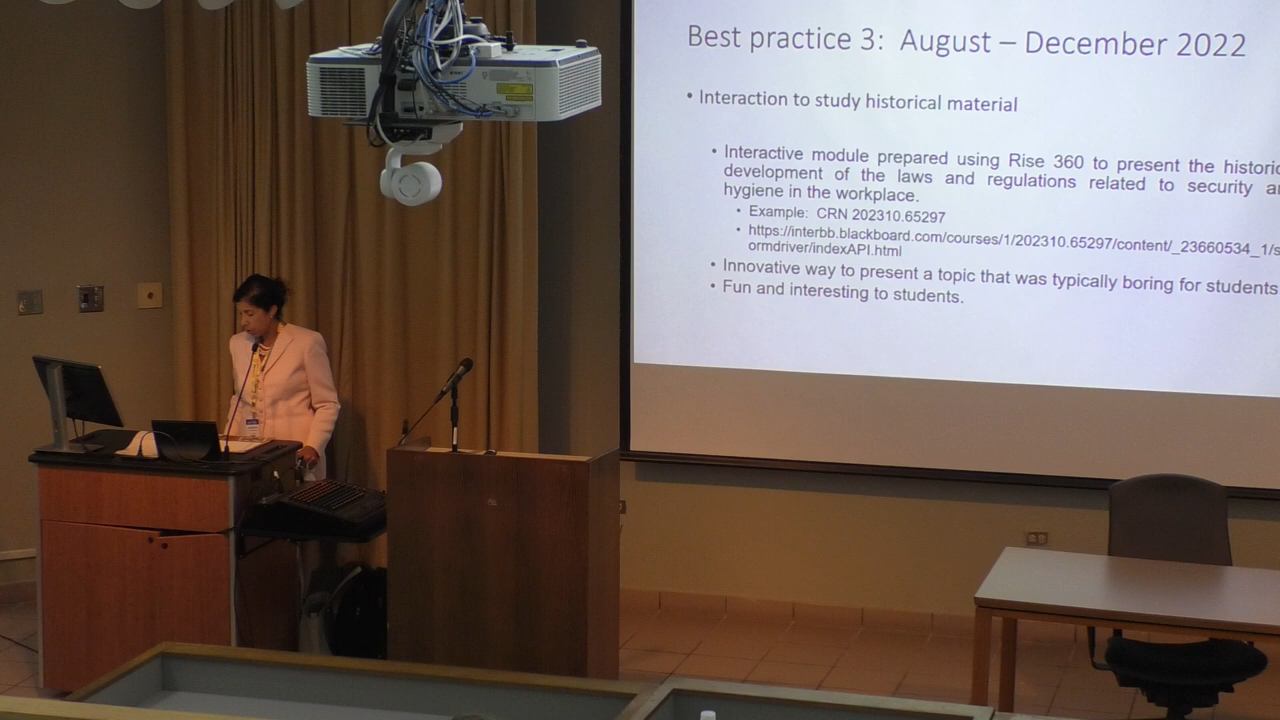 Best practice 3: August – December 2022
• Interaction to study historical material
• Interactive module prepared using Rise 360 to present the
development of the laws and regulations related to security
hygiene in the workplace.
• Example: CRN 202310.65297
• https://interbb.blackboard.com/courses/1/202310.65297/content/_23660534_1/s
ormdriver/indexAPI.html
• Innovative way to present a topic that was typically boring for students
• Fun and interesting to students.